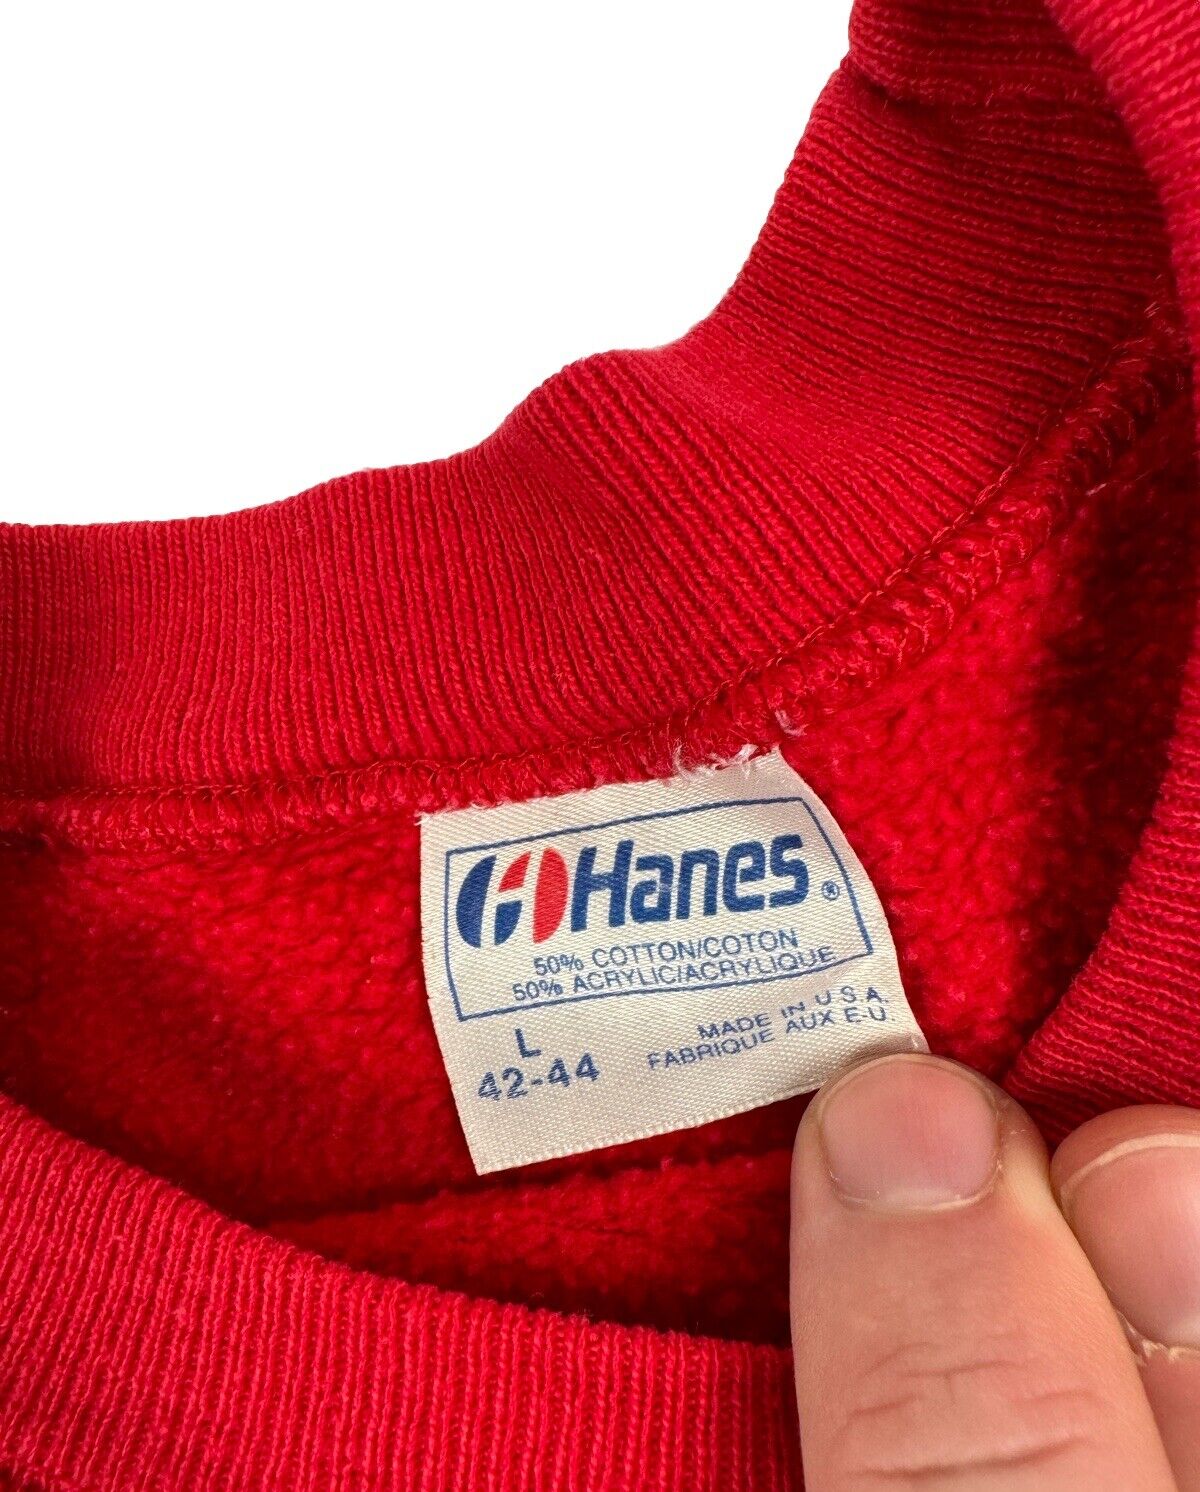 Hanes®
50% COTTON/COTON
50% ACRYLIC/ACRYLIQUE
L
42-44
MADE IN U S A.
FABRIQUE AUX E-U.